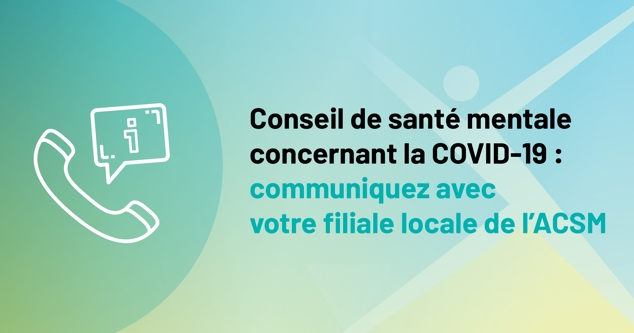 Conseil de santé mentale
concernant la COVID-19 :
communiquez avec
votre filiale locale de l'ACSM